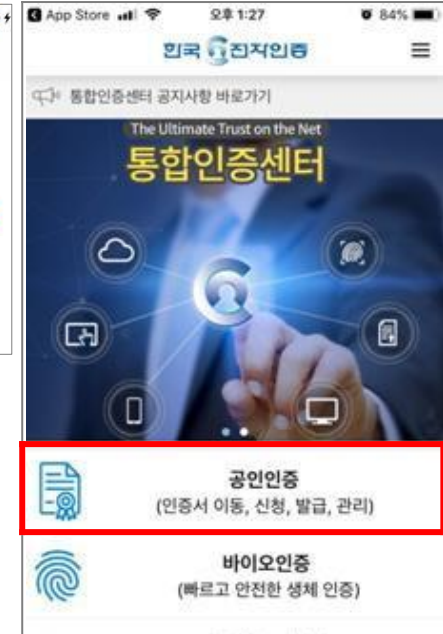 App Store 오후 1:27 84%
한국전자인증
통합인증센터 공지사항 바로가기
The Ultimate Trust on the Net
통합인증센터
공인인증
(인증서 이동, 신청, 발급, 관리)
바이오인증
(빠르고 안전한 생체 인증)